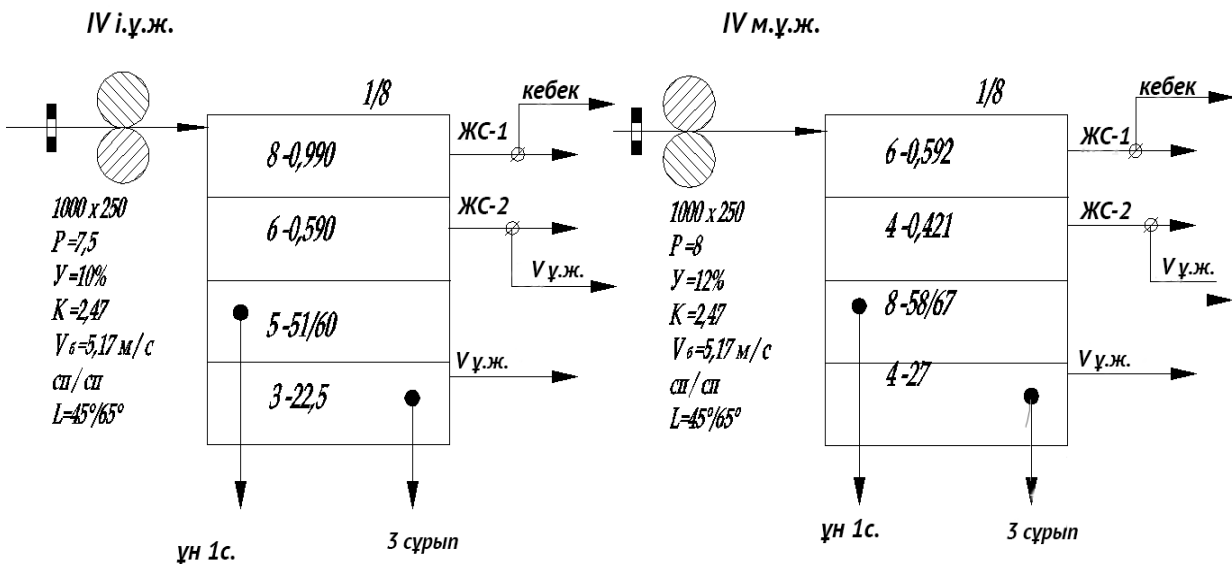 IV і.ұ.ж.
1/8
кебек
8-0,990
ЖС-1
6-0,590
ЖС-2
V ұ.ж.
5-51/60
3-22,5
V ұ.ж.
1000 x 250
P=7,5
У=10%
K=2,47
Vб=5,17 м/с
сп/сп
L=45°/65°
ұн 1с.
3 сұрып
IV м.ұ.ж.
1/8
кебек
6-0,592
ЖС-1
4-0,421
ЖС-2
V ұ.ж.
8-58/67
4-27
V ұ.ж.
1000 x 250
P=8
У=12%
K=2,47
Vб=5,17 м/с
сп/сп
L=45°/65°
ұн 1с.
3 сұрып